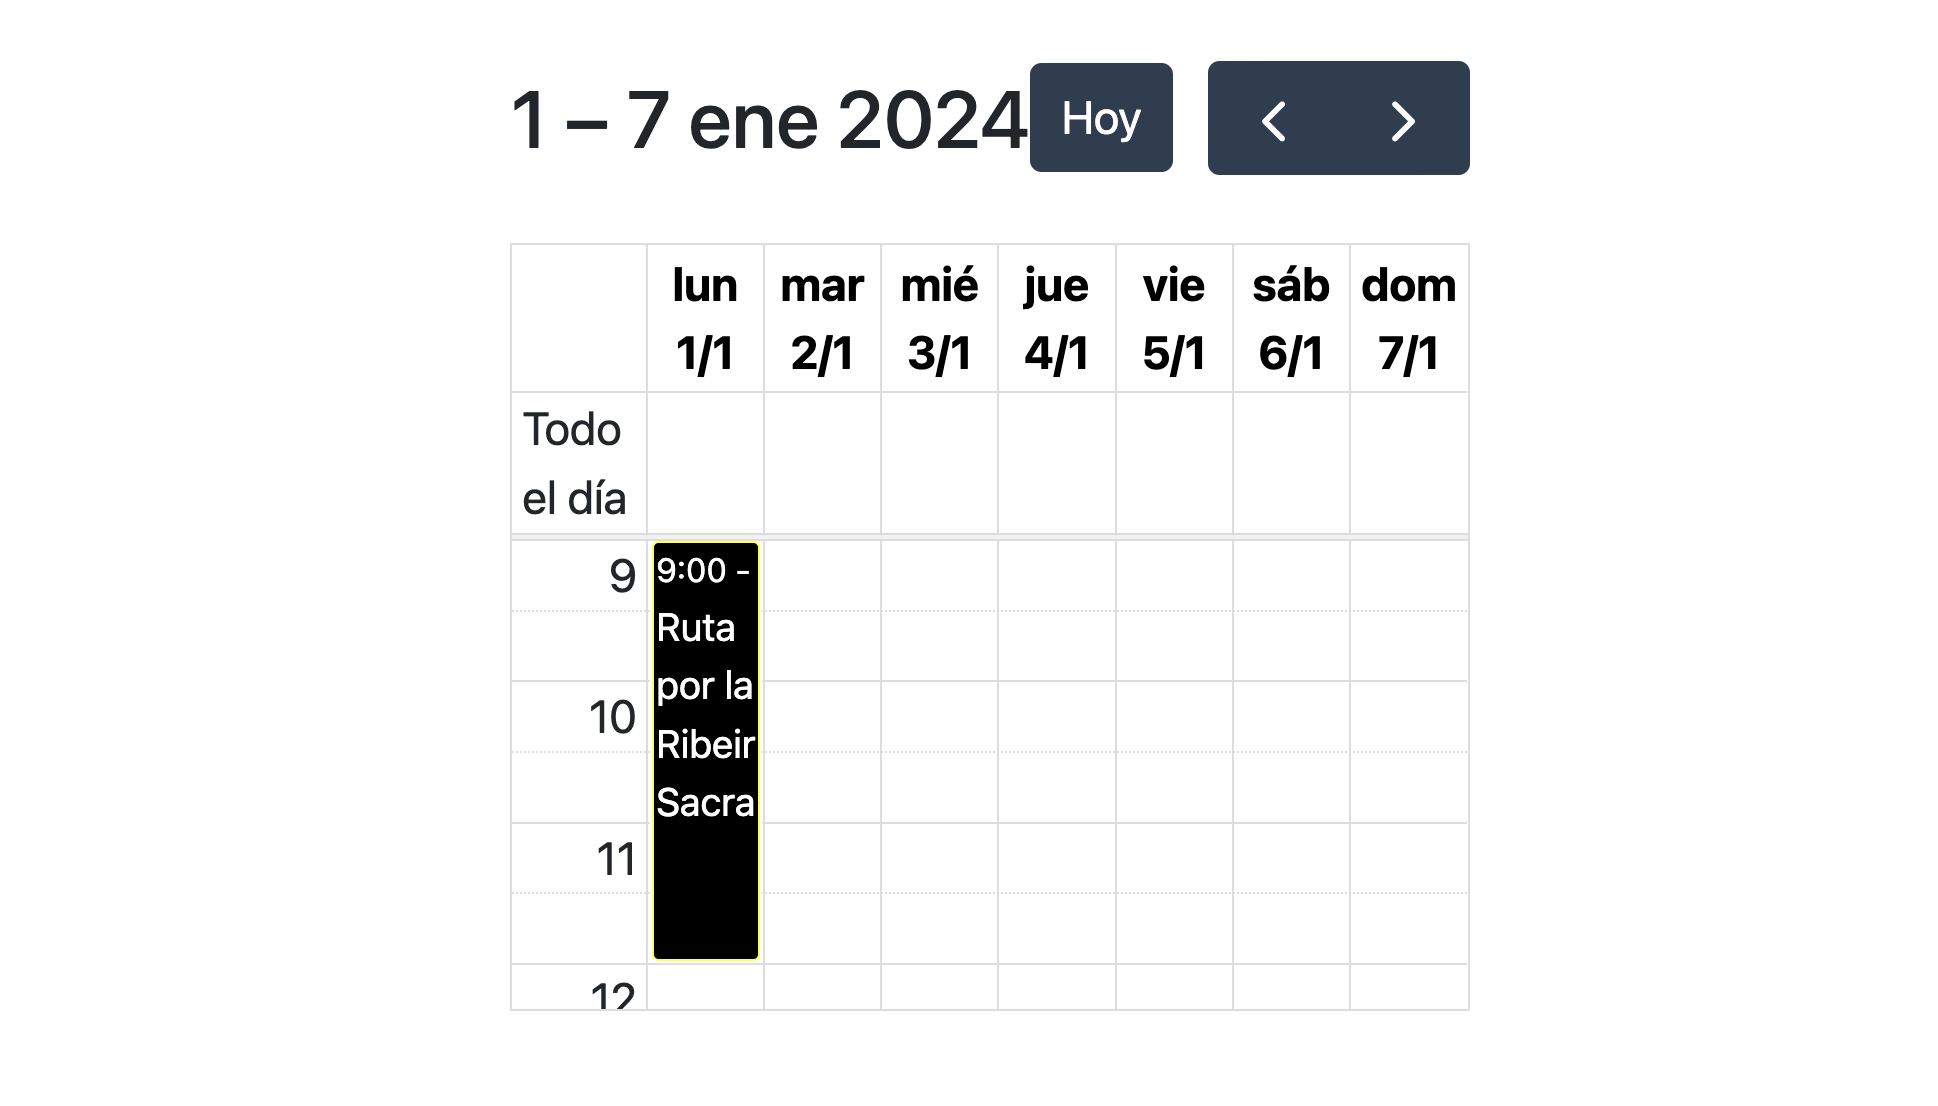 1 – 7 ene 2024
Hoy
lun mar mié jue vie sáb dom
1/1 2/1 3/1 4/1 5/1 6/1 7/1
Todo
el día
9
9:00 -
Ruta
por la
Ribeir
Sacra
10
11
12